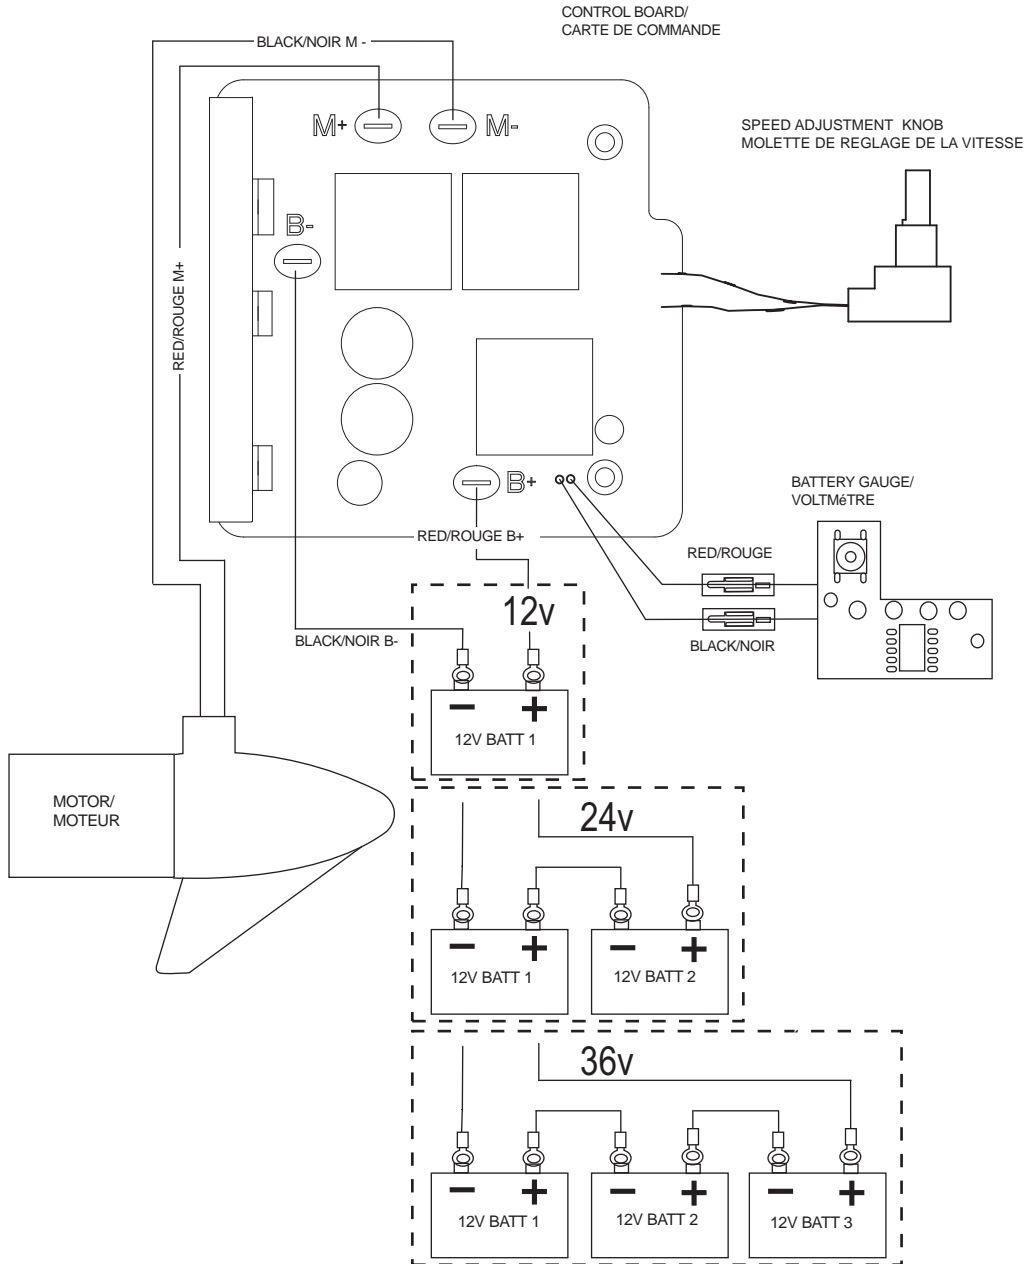 CONTROL BOARD/
CARTE DE COMMANDE
BLACK/NOIR M -
M+
M-
SPEED ADJUSTMENT KNOB
MOLETTE DE REGLAGE DE LA VITESSE
B-
RED/ROUGE M+
B+
BATTERY GAUGE/
VOLTMéTRE
RED/ROUGE B+
RED/ROUGE
12v
BLACK/NOIR B-
BLACK/NOIR
- +
12V BATT 1
MOTOR/
MOTEUR
24v
- + - +
12V BATT 1
12V BATT 2
36v
- + - + - +
12V BATT 1
12V BATT 2
12V BATT 3